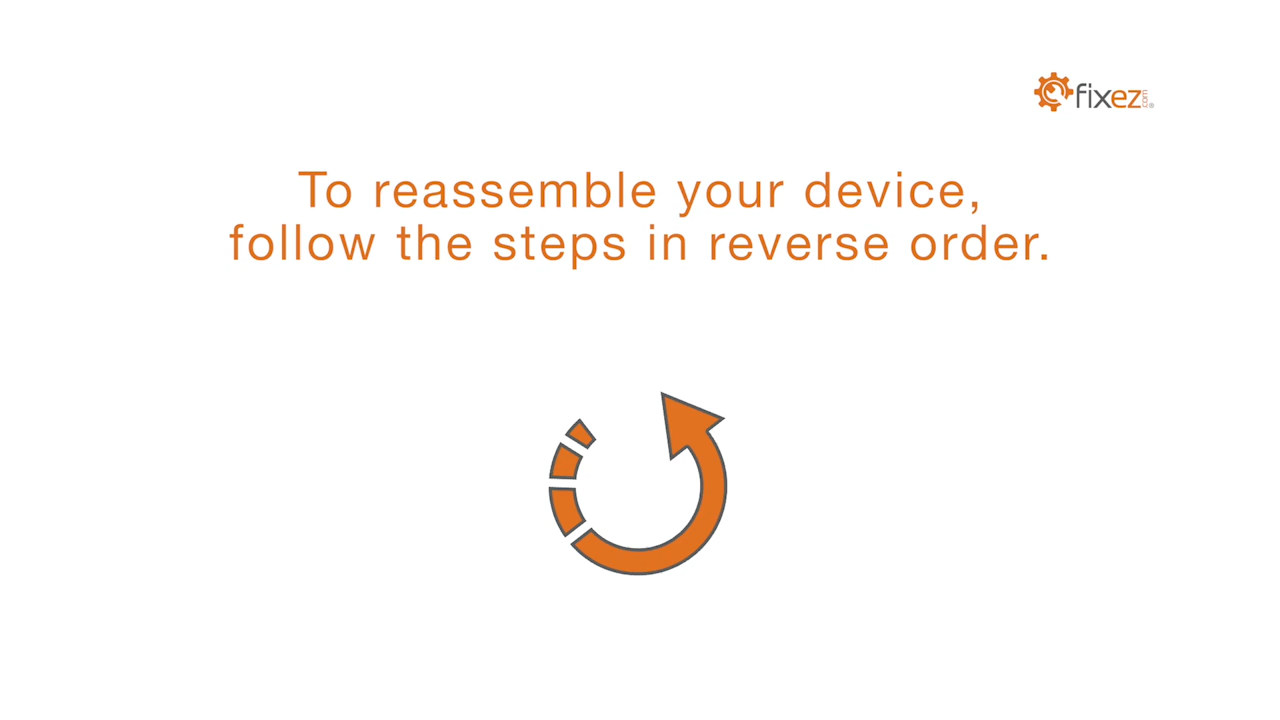 fixez.com®
To reassemble your device,
follow the steps in reverse order.